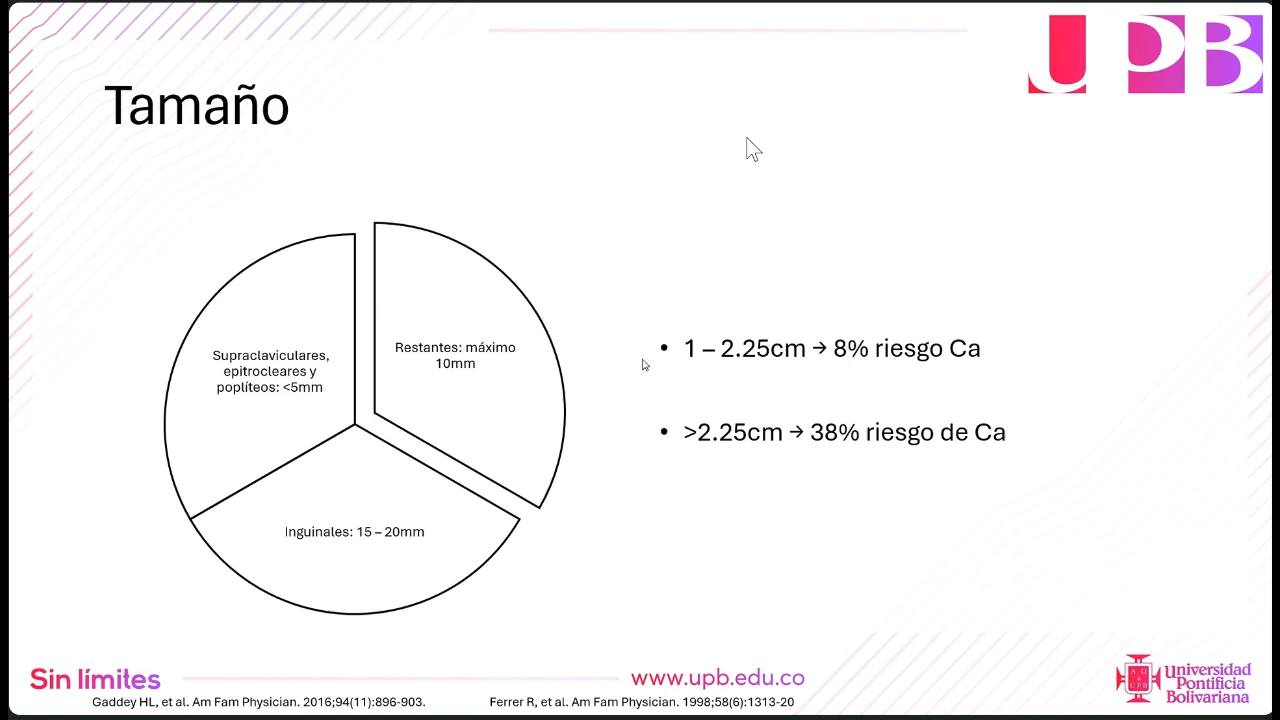 UPB
Tamaño
Supraclaviculares,
epitrocleares y
poplíteos: <5mm
Restantes: máximo
10mm
Inguinales: 15 – 20mm
• 1 – 2.25cm → 8% riesgo Ca
• >2.25cm → 38% riesgo de Ca
Sin límites
www.upb.edu.co
Universidad
Pontificia
Bolivariana
Gaddey HL, et al. Am Fam Physician. 2016;94(11):896-903.
Ferrer R, et al. Am Fam Physician. 1998;58(6):1313-20